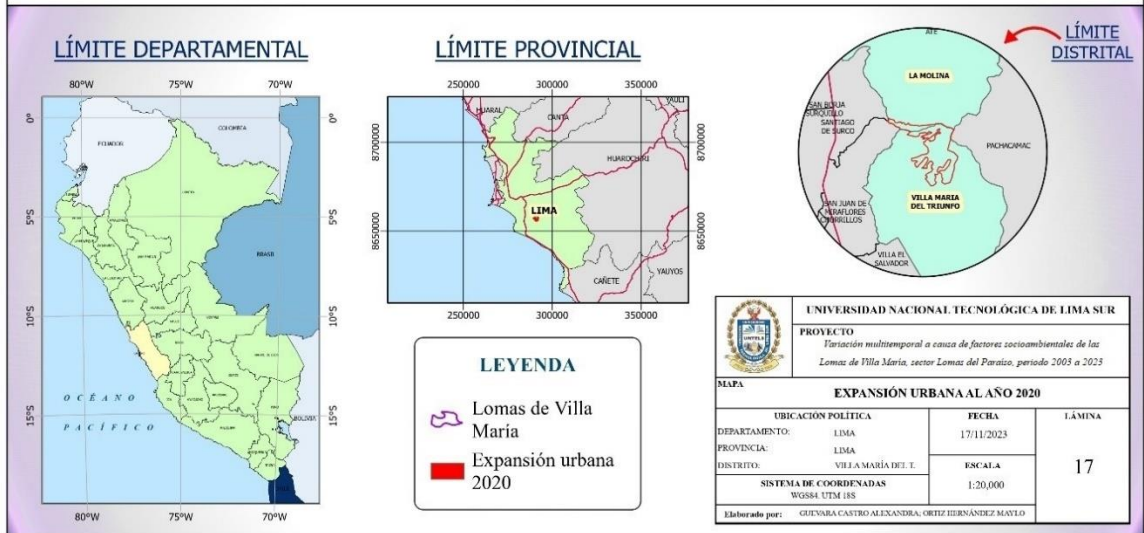 LÍMITE DEPARTAMENTAL
80°W 75°W 70°W
0°
5°S
10°S
15°S
0°
5°S
10°S
15°S
ECUADOR
COLOMBIA
BRASIL
BOLIVIA
OCÉANO
PACÍFICO
80°W 75°W 70°W
LÍMITE PROVINCIAL
250000 300000 350000
8700000
8650000
8700000
8650000
HUARAL
CANTA
YAULI
HUAROCHIRI
LIMA
CAÑETE
YAUYOS
250000 300000 350000
LÍMITE
DISTRITAL
ATE
LA MOLINA
SAN BORJA
SURQUILLO
SANTIAGO
DE SURCO
PACHACAMAC
VILLA MARIA
DEL TRIUNFO
SAN JUAN DE
MIRAFLORES
CHORRILLOS
VILLA EL
SALVADOR
LEYENDA
Lomas de Villa
María
Expansión urbana
2020
UNIVERSIDAD NACIONAL TECNOLÓGICA DE LIMA SUR
PROYECTO
Variación multitemporal a causa de factores socioambientales de las
Lomas de Villa María, sector Lomas del Paraíso, periodo 2003 a 2023
UNTELS
MAPA
EXPANSIÓN URBANA AL AÑO 2020
UBICACIÓN POLÍTICA
DEPARTAMENTO: LIMA
PROVINCIA: LIMA
DISTRITO: VILLA MARÍA DEL T.
SISTEMA DE COORDENADAS
WGS84. UTM 18S
FECHA
17/11/2023
ESCALA
1:20,000
LÁMINA
17
Elaborado por: GUEVARA CASTRO ALEXANDRA; ORTIZ HERNÁNDEZ MAYLO